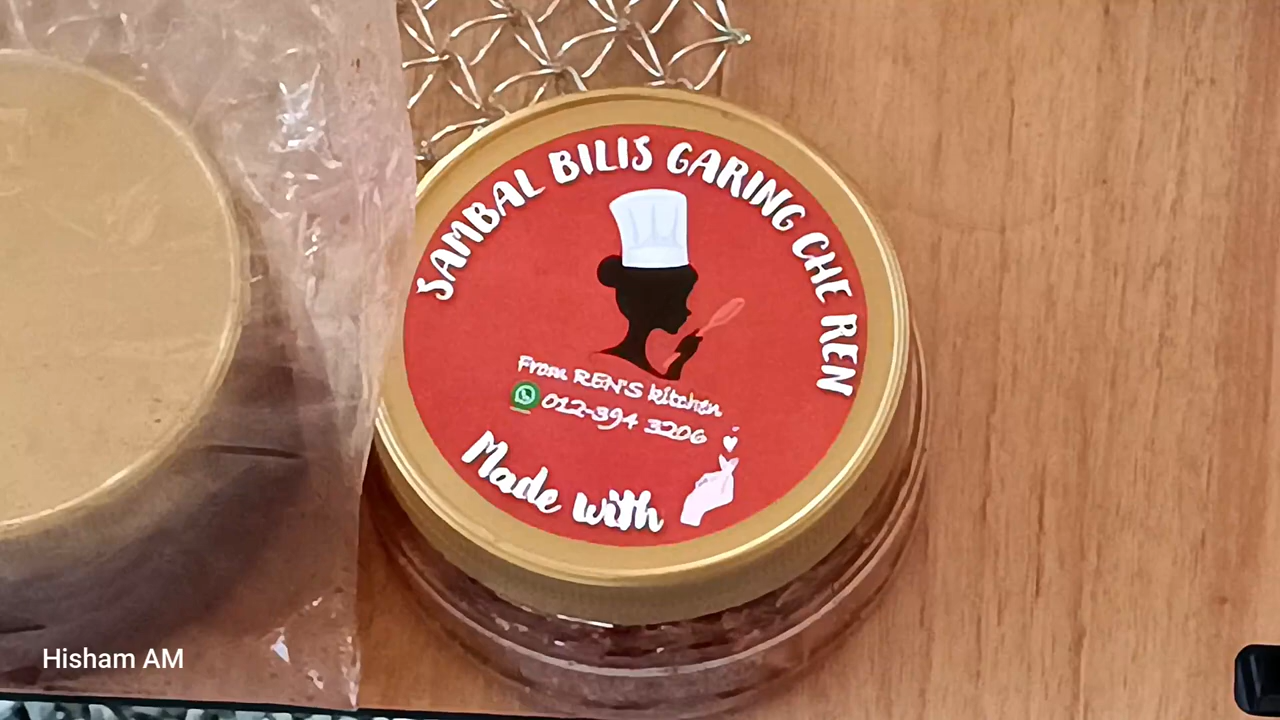 SAMBAL BILIS GARING CHE REN
From REN'S kitchen
012-394 3206
Made with
Hisham AM